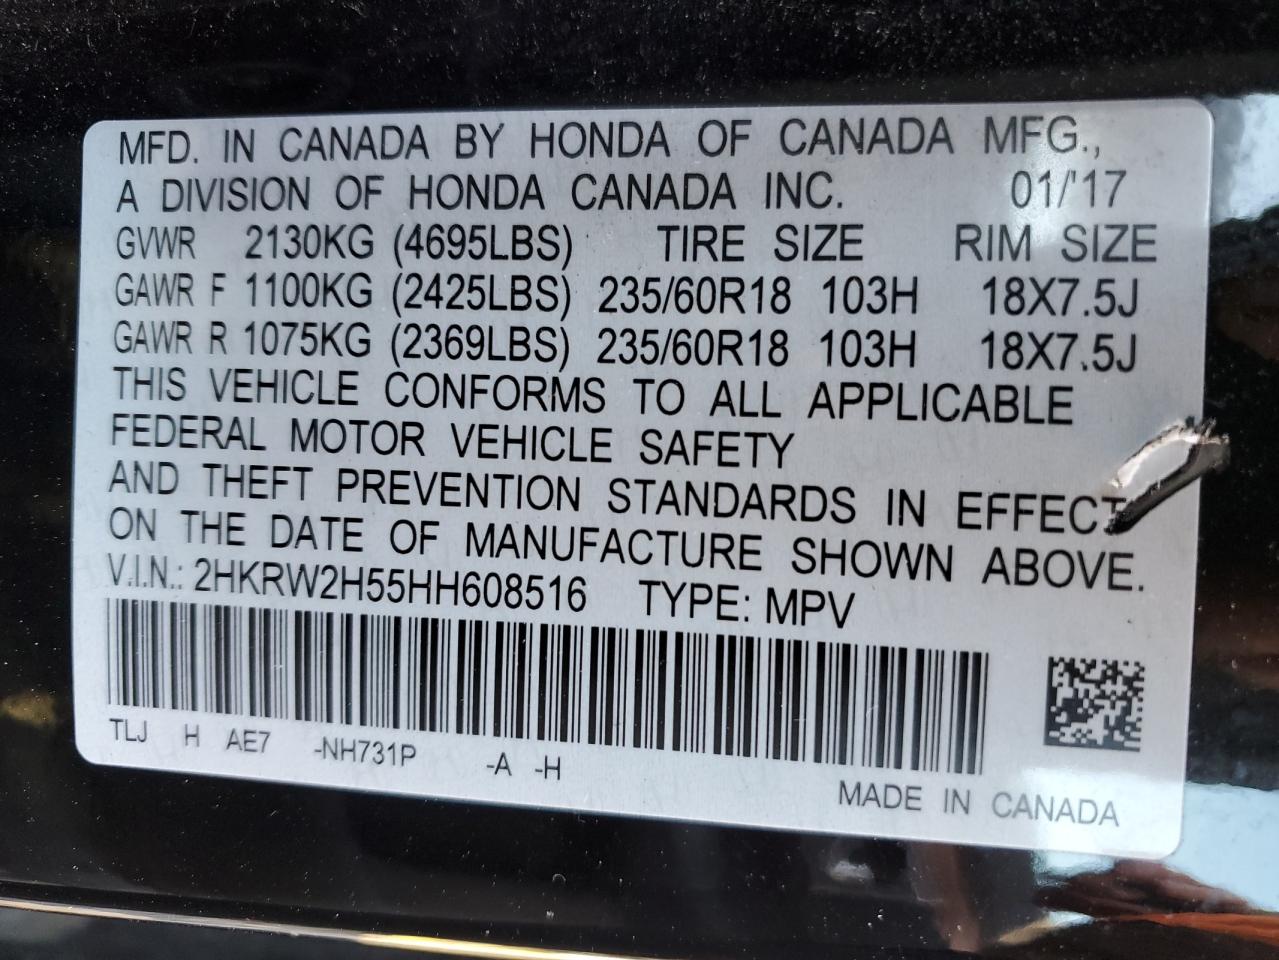 MFD. IN CANADA BY HONDA OF CANADA MFG.,
A DIVISION OF HONDA CANADA INC. 01/'17
GVWR 2130KG (4695LBS) TIRE SIZE RIM SIZE
GAWR F 1100KG (2425LBS) 235/60R18 103H 18X7.5J
GAWR R 1075KG (2369LBS) 235/60R18 103H 18X7.5J
THIS VEHICLE CONFORMS TO ALL APPLICABLE
FEDERAL MOTOR VEHICLE SAFETY
AND THEFT PREVENTION STANDARDS IN EFFECT
ON THE DATE OF MANUFACTURE SHOWN ABOVE.
V.I.N.: 2HKRW2H55HH608516 TYPE: MPV
TLJ H AE7 -NH731P -A -H
MADE IN CANADA